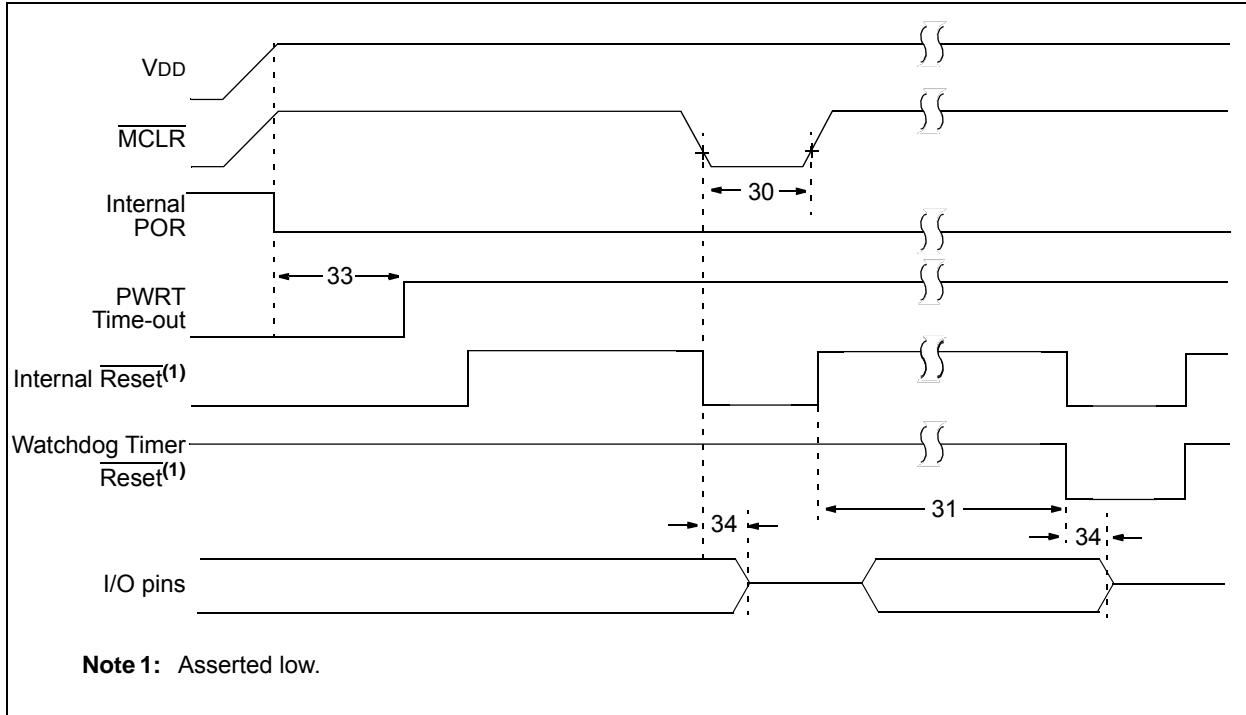 VDD
MCLR
30
Internal
POR
33
PWRT
Time-out
Internal Reset(1)
Watchdog Timer
Reset(1)
31
34
34
I/O pins
Note 1: Asserted low.